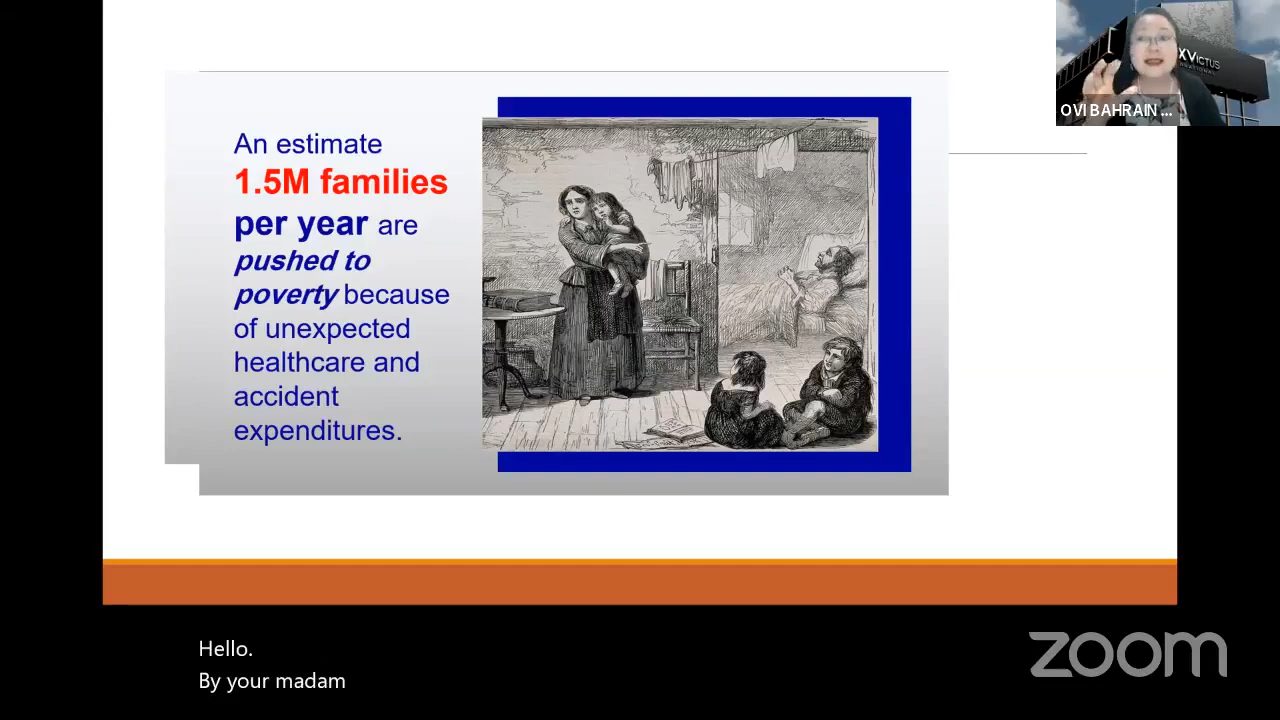 An estimate
1.5M families
per year are
pushed to
poverty because
of unexpected
healthcare and
accident
expenditures.
XVICTUS
OVI BAHRAIN ...
Hello.
By your madam
zoom